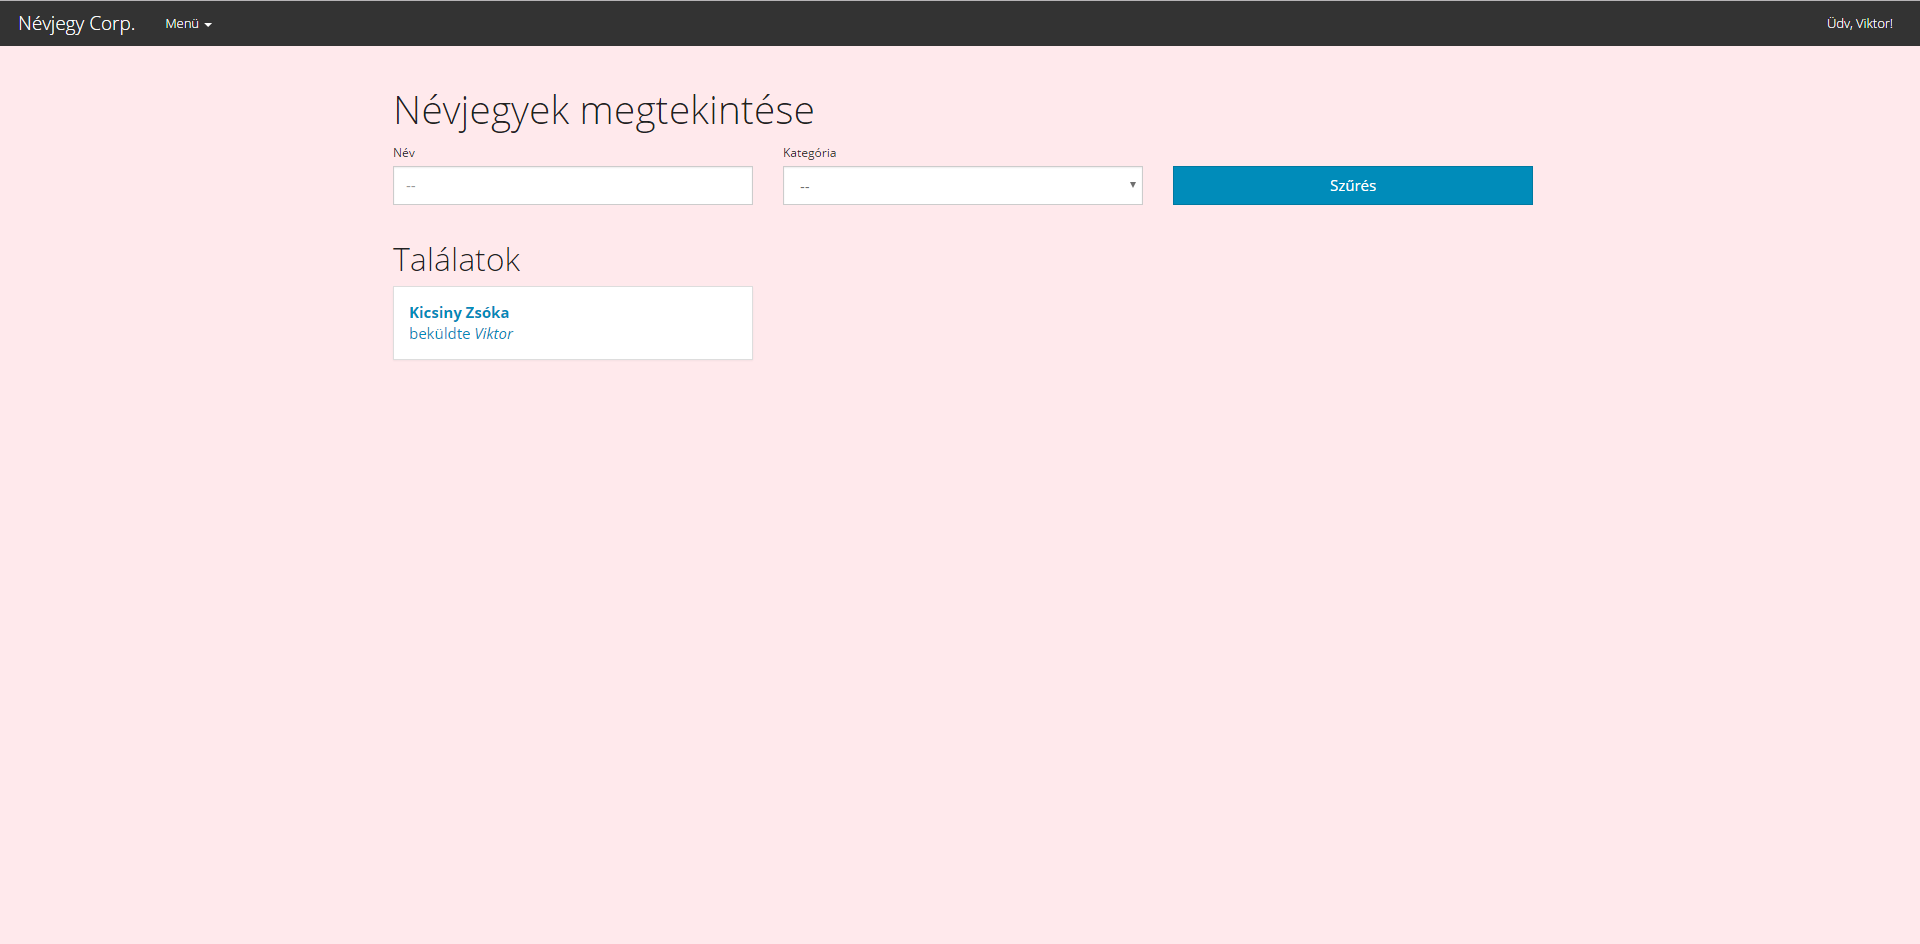 Névjegy Corp.
Menü
Üdv, Viktor!
Névjegyek megtekintése
Név
Kategória
--
--
Szűrés
Találatok
Kicsiny Zsóka
beküldte Viktor